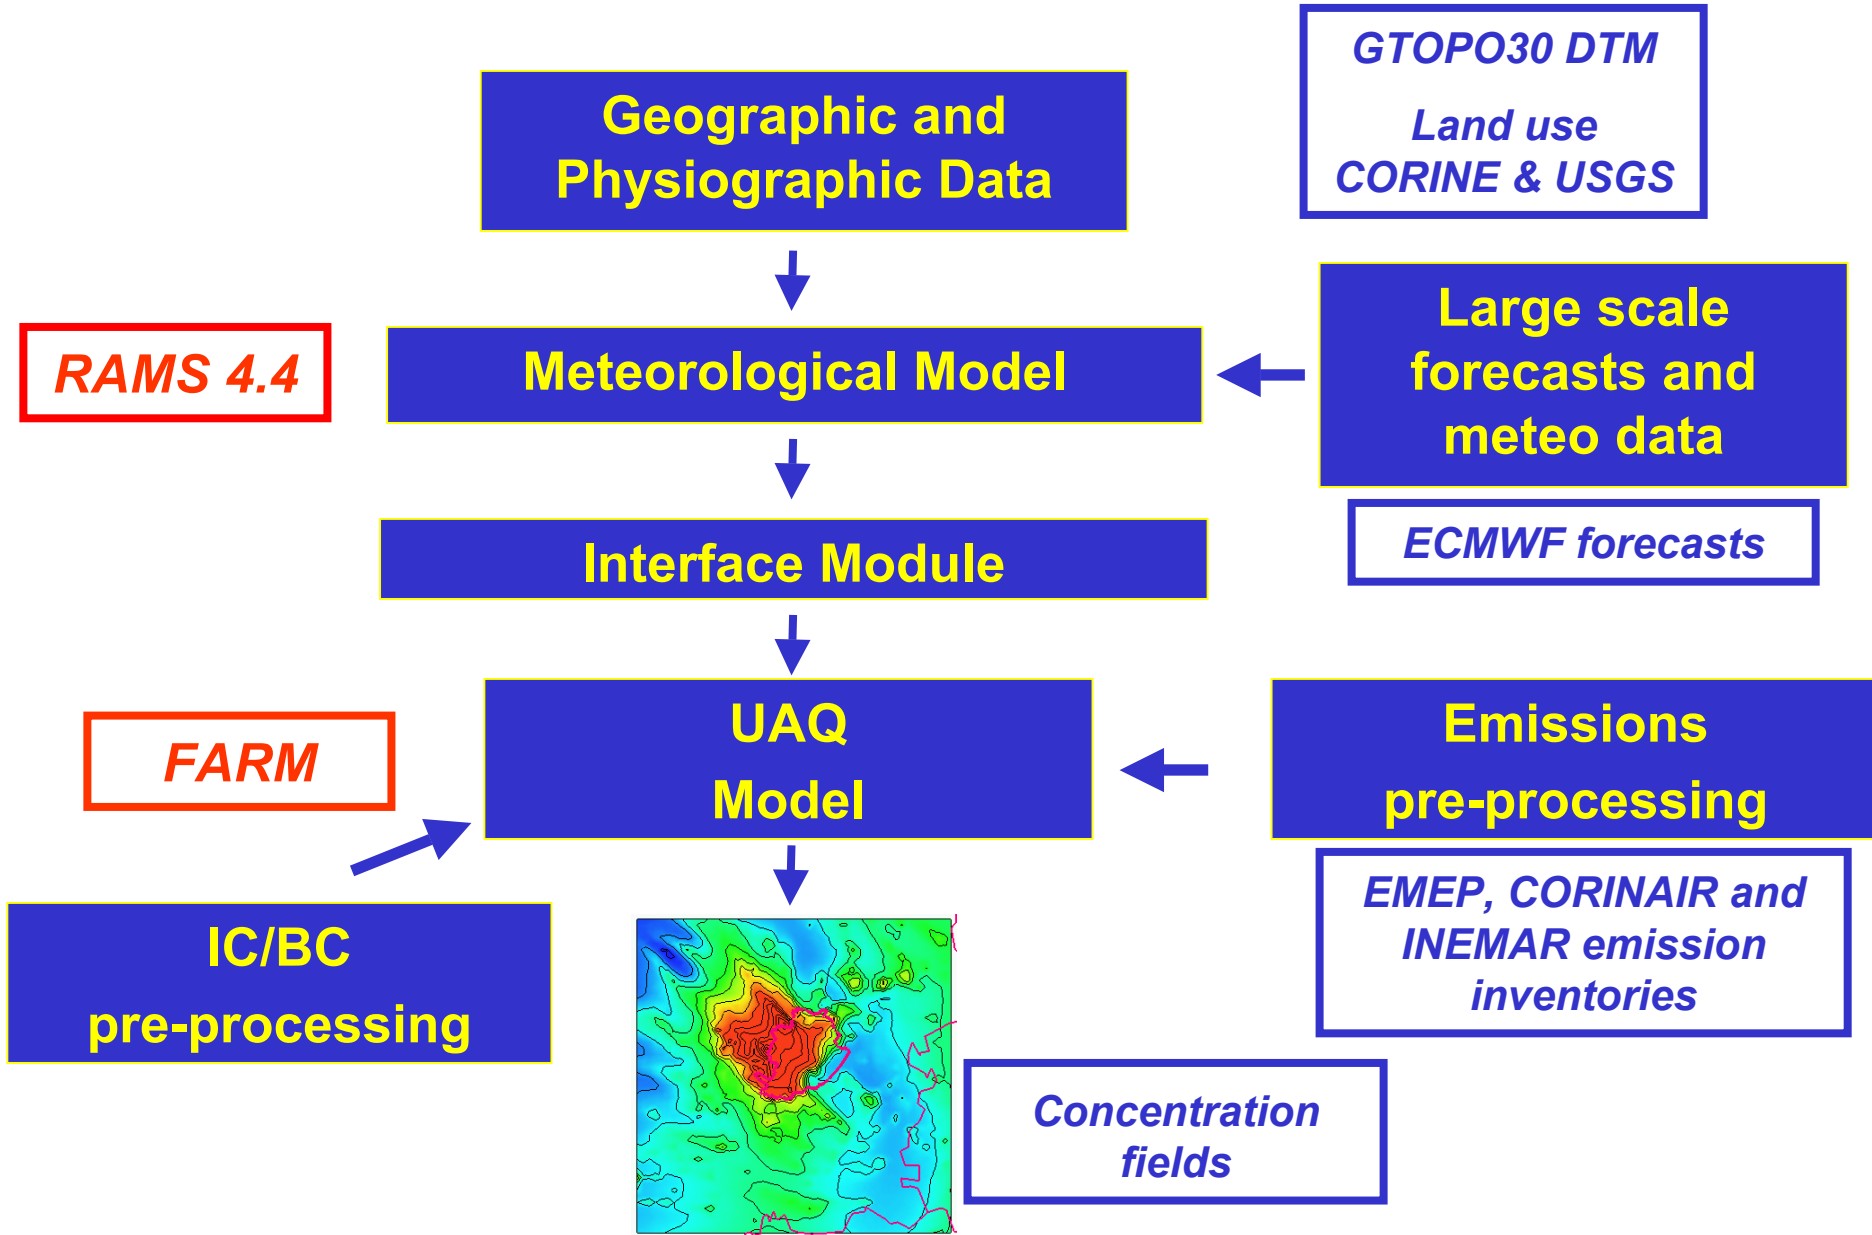 GTOPO30 DTM
Land use
CORINE & USGS
Geographic and
Physiographic Data
Large scale
forecasts and
meteo data
RAMS 4.4
Meteorological Model
ECMWF forecasts
Interface Module
UAQ
Model
Emissions
pre-processing
FARM
EMEP, CORINAIR and
INEMAR emission
inventories
IC/BC
pre-processing
Concentration
fields